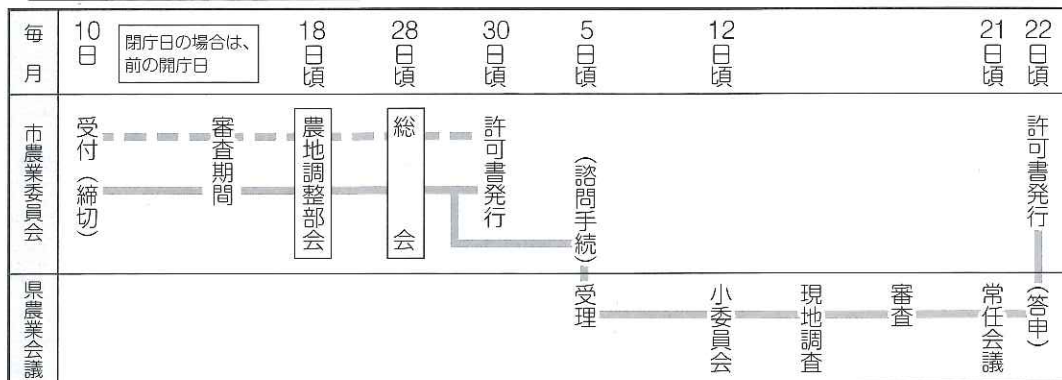 毎月
10日
閉庁日の場合は、
前の開庁日
18日頃
28日頃
30日頃
5日頃
12日頃
21日頃
22日頃
市農業委員会
受付(締切)
審査期間
農地調整部会
総会
許可書発行
(諮問手続)
許可書発行
県農業会議
受理
小委員会
現地調査
審査
常任会議
(答申)